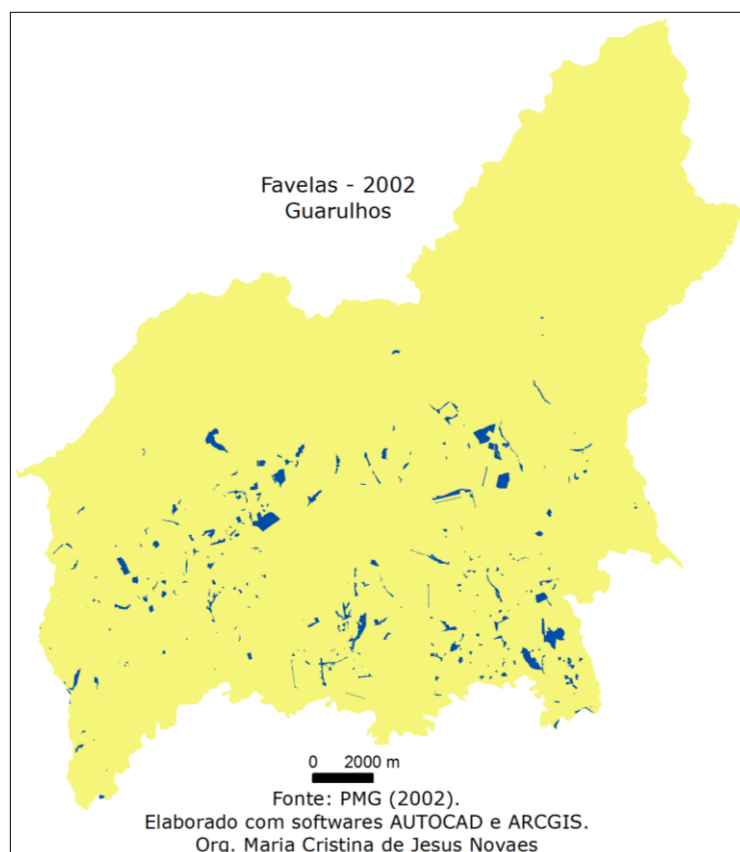 Favelas - 2002
Guarulhos
0 2000 m
Fonte: PMG (2002).
Elaborado com softwares AUTOCAD e ARCGIS.
Org. Maria Cristina de Jesus Novaes